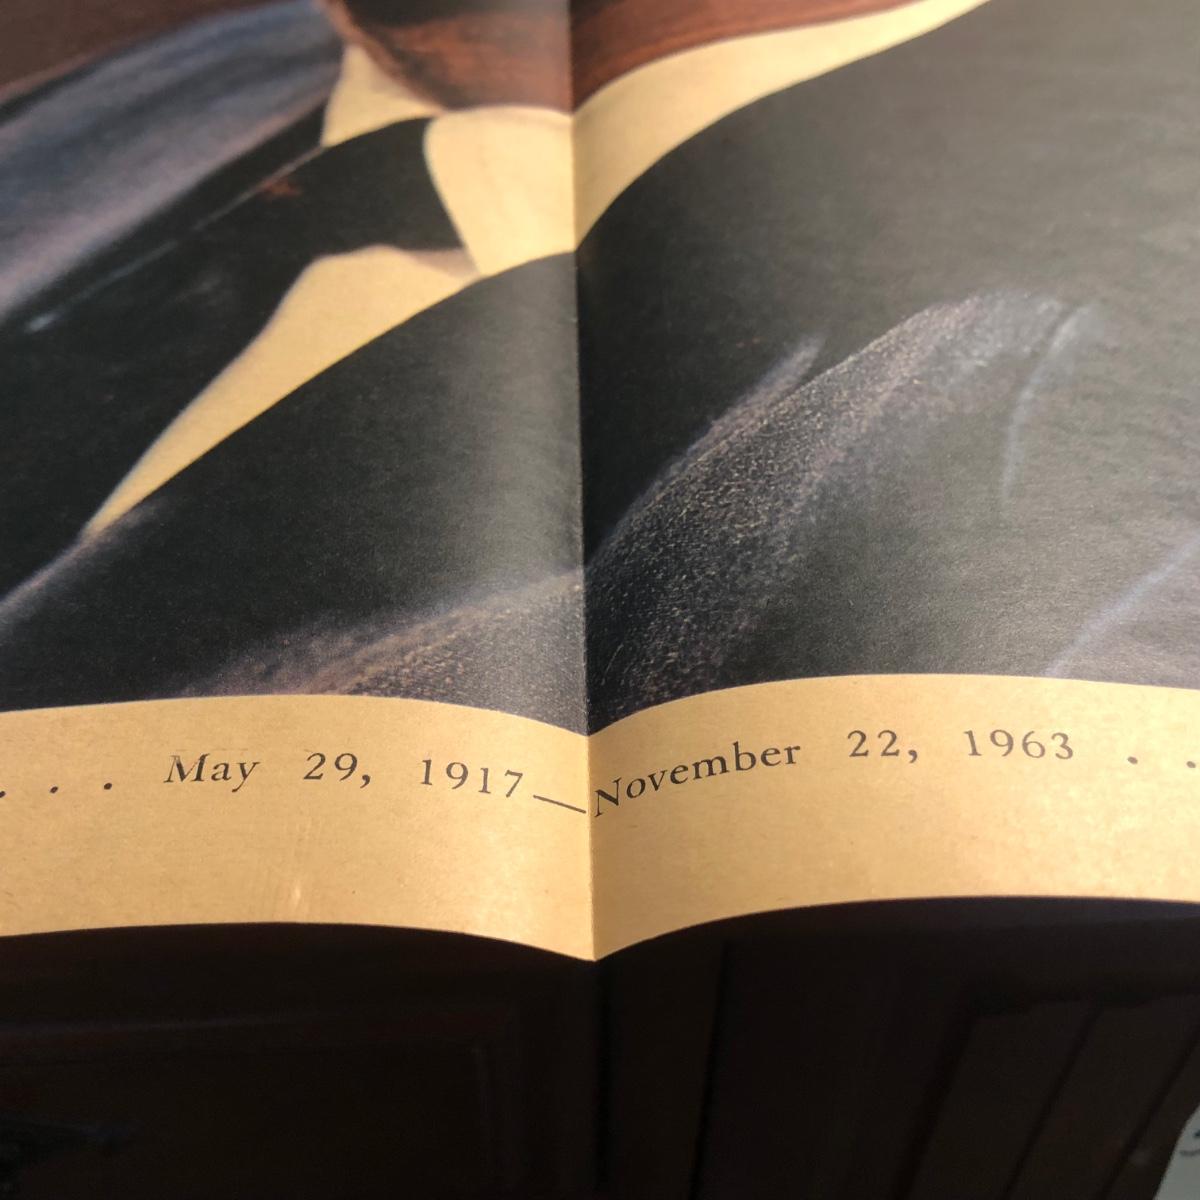 . . . May 29, 1917—November 22, 1963 . .